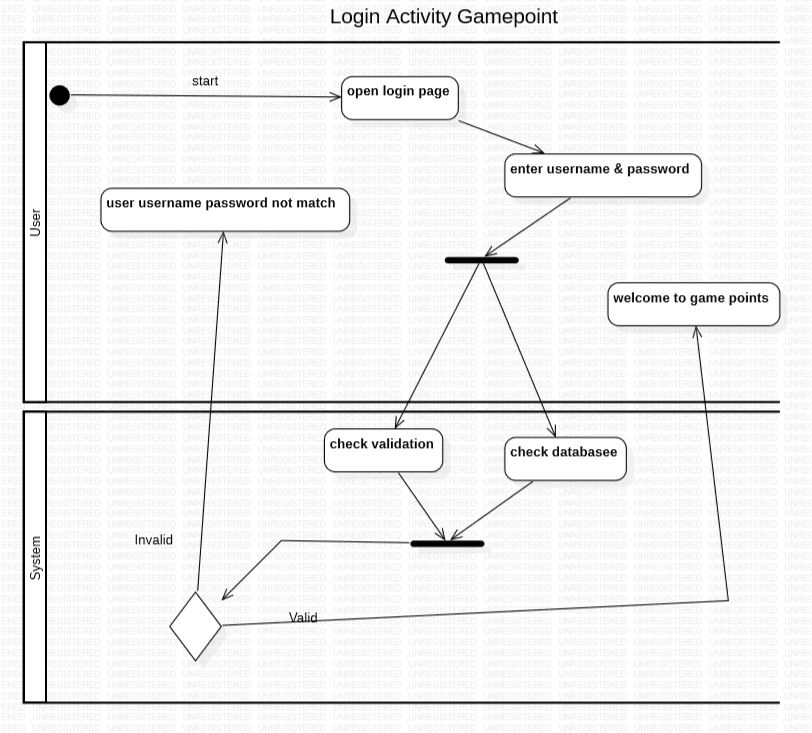 Login Activity Gamepoint
start
open login page
enter username & password
user username password not match
User
welcome to game points
check validation
check databasee
Invalid
System
Valid
UNREGISTERED